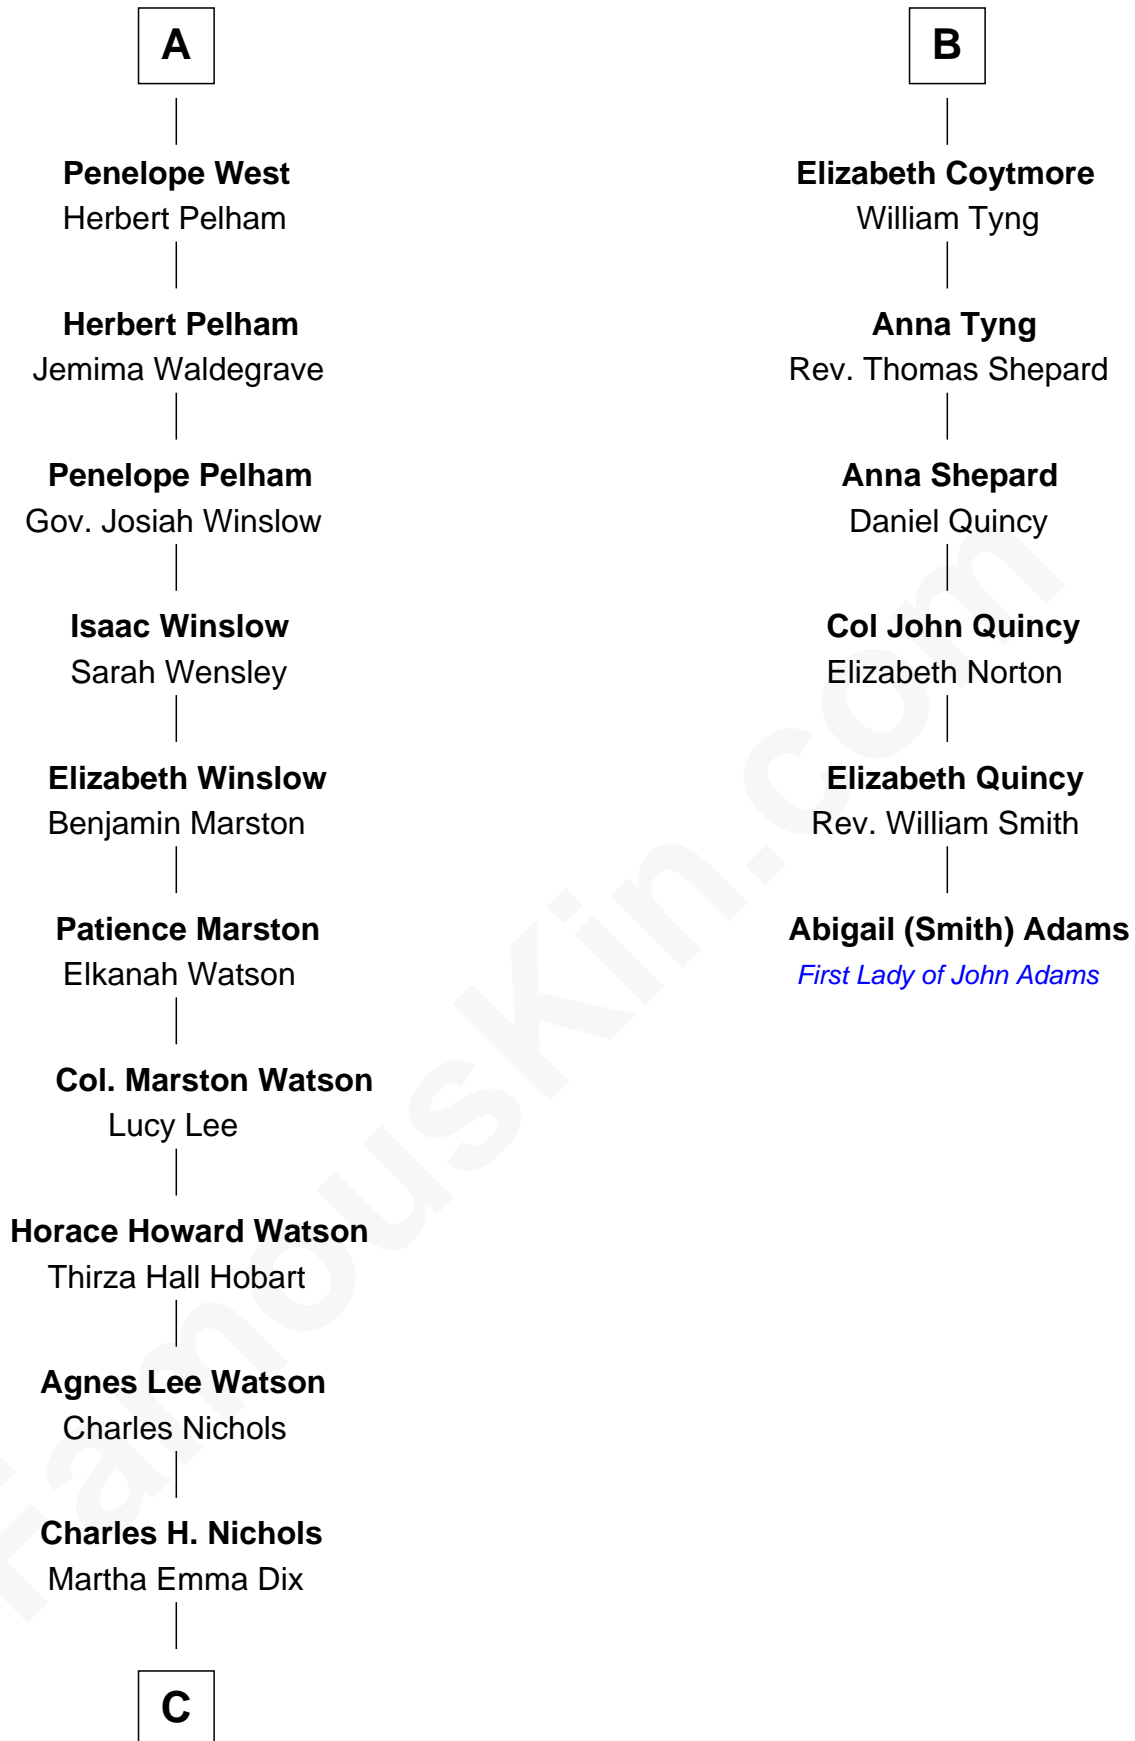 A
Penelope West
Herbert Pelham
Herbert Pelham
Jemima Waldegrave
Penelope Pelham
Gov. Josiah Winslow
Isaac Winslow
Sarah Wensley
Elizabeth Winslow
Benjamin Marston
Patience Marston
Elkanah Watson
Col. Marston Watson
Lucy Lee
Horace Howard Watson
Thirza Hall Hobart
Agnes Lee Watson
Charles Nichols
Charles H. Nichols
Martha Emma Dix
C
B
Elizabeth Coytmore
William Tyng
Anna Tyng
Rev. Thomas Shepard
Anna Shepard
Daniel Quincy
Col John Quincy
Elizabeth Norton
Elizabeth Quincy
Rev. William Smith
Abigail (Smith) Adams
First Lady of John Adams
FamousKin.com